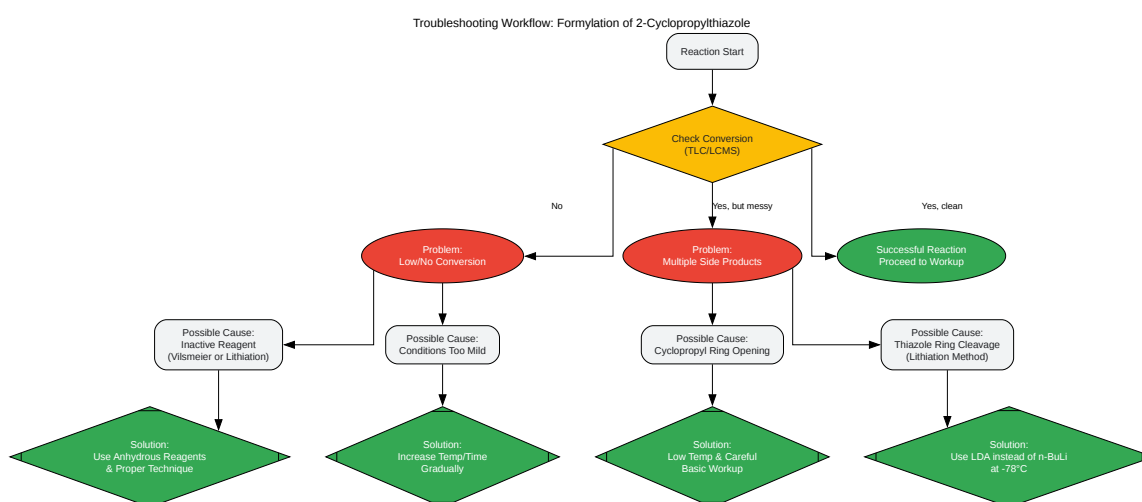 Troubleshooting Workflow: Formylation of 2-Cyclopropylthiazole
Reaction Start
Check Conversion
(TLC/LCMS)
No
Yes, but messy
Yes, clean
Problem:
Low/No Conversion
Problem:
Multiple Side Products
Successful Reaction
Proceed to Workup
Possible Cause:
Inactive Reagent
(Vilsmeier or Lithiation)
Possible Cause:
Conditions Too Mild
Possible Cause:
Cyclopropyl Ring Opening
Possible Cause:
Thiazole Ring Cleavage
(Lithiation Method)
Solution:
Use Anhydrous Reagents
& Proper Technique
Solution:
Increase Temp/Time
Gradually
Solution:
Low Temp & Careful
Basic Workup
Solution:
Use LDA instead of n-BuLi
at -78°C